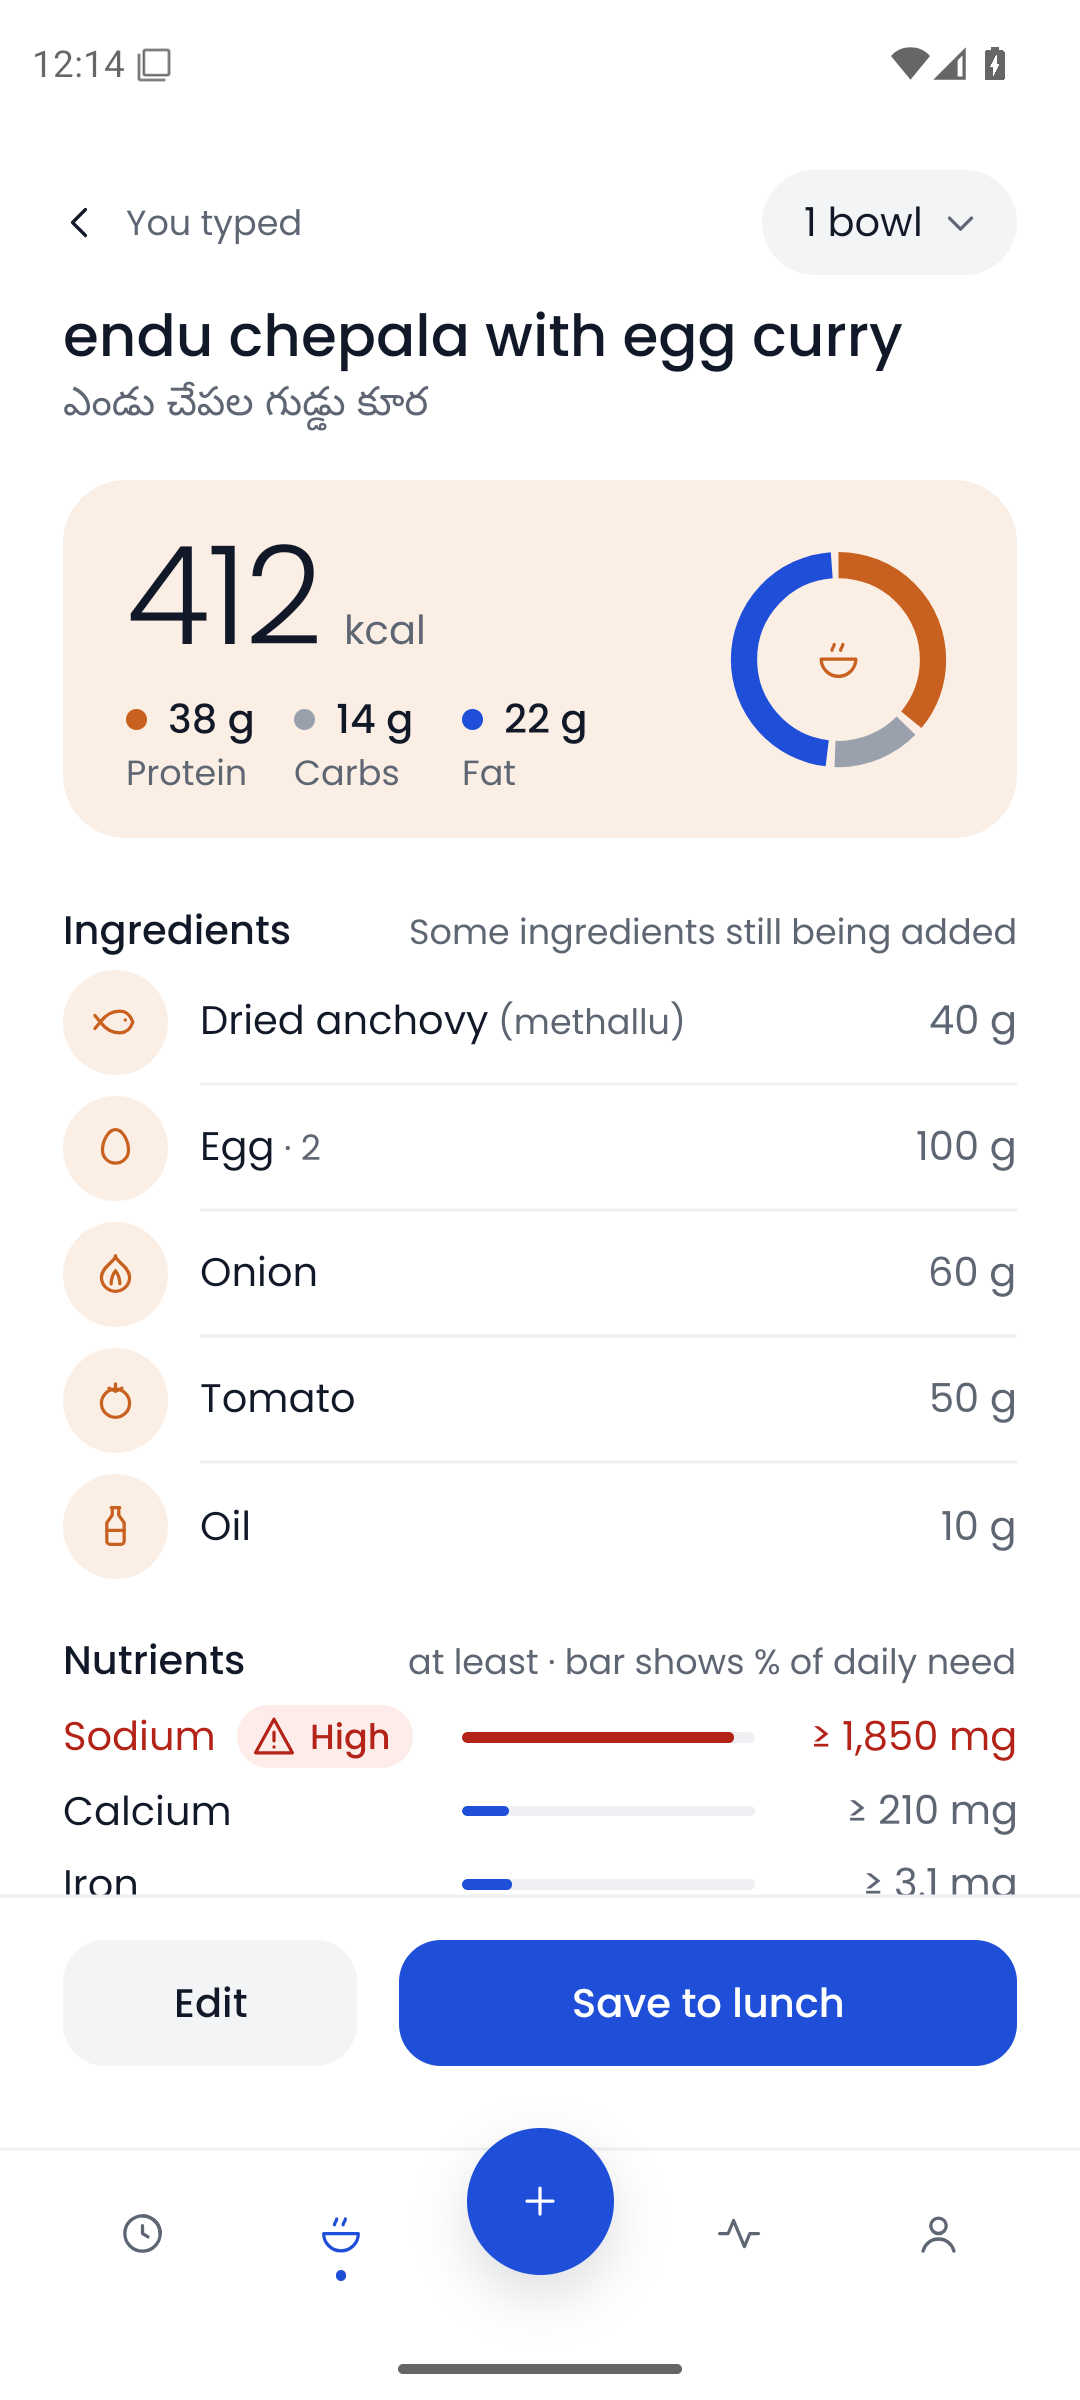 12:14
You typed
1 bowl
endu chepala with egg curry
ఎండు చేపల గుడ్డు కూర
412 kcal
38 g 14 g 22 g
Protein Carbs Fat
Ingredients Some ingredients still being added
Dried anchovy (methallu) 40 g
Egg · 2 100 g
Onion 60 g
Tomato 50 g
Oil 10 g
Nutrients at least · bar shows % of daily need
Sodium High ≥ 1,850 mg
Calcium ≥ 210 mg
Iron ≥ 3.1 mg
Edit Save to lunch